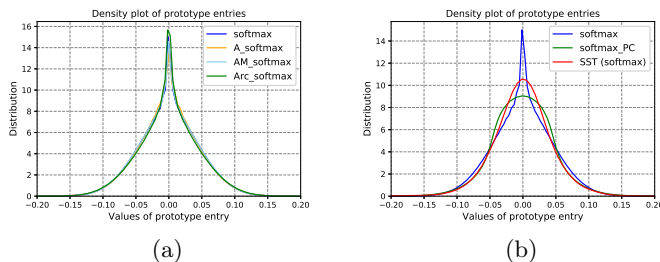 Density plot of prototype entries
16
14
12
10
8
6
4
2
0
Distribution
softmax
A_softmax
AM_softmax
Arc_softmax
−0.20 −0.15 −0.10 −0.05 0.00 0.05 0.10 0.15 0.20
Values of prototype entry
(a)
Density plot of prototype entries
14
12
10
8
6
4
2
0
Distribution
softmax
softmax_PC
SST (softmax)
−0.20 −0.15 −0.10 −0.05 0.00 0.05 0.10 0.15 0.20
Values of prototype entry
(b)